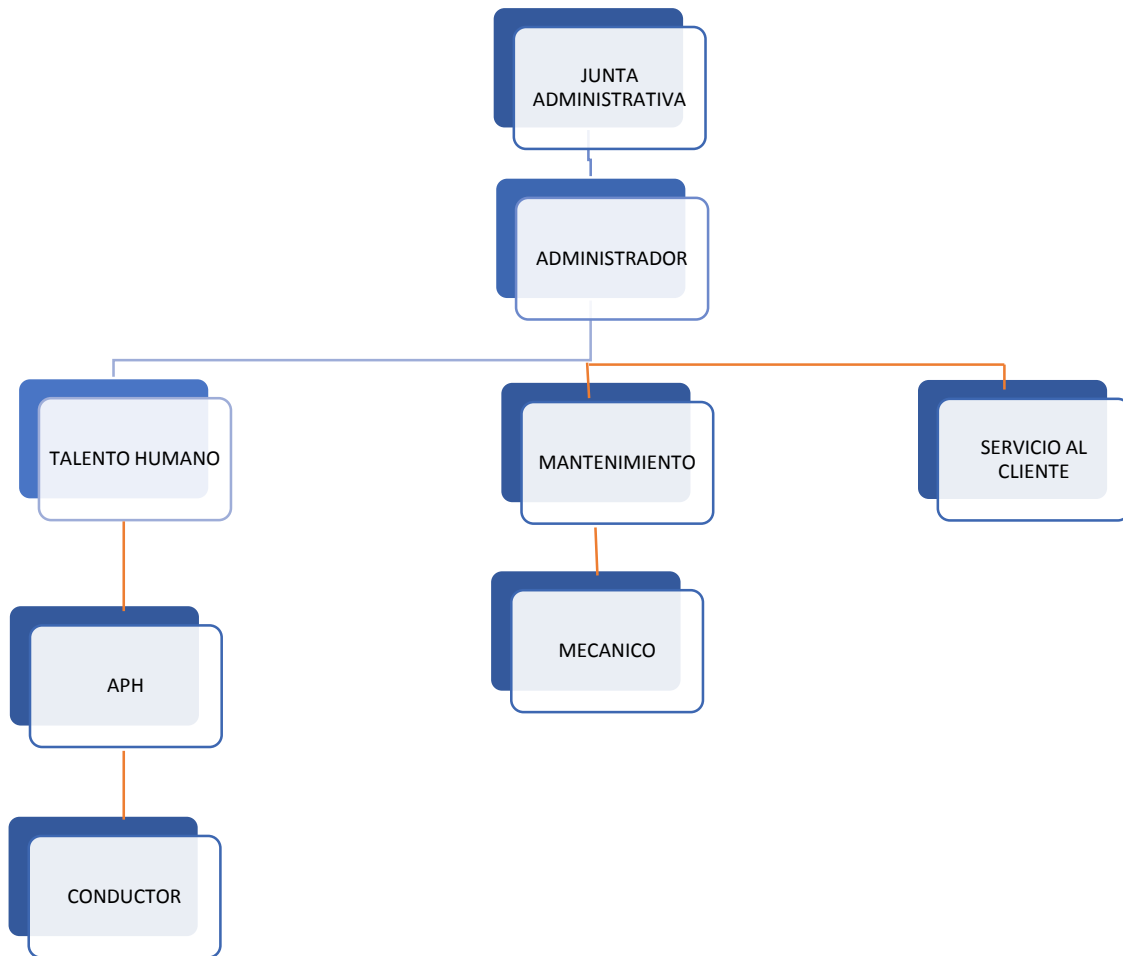 JUNTA
ADMINISTRATIVA
ADMINISTRADOR
TALENTO HUMANO
MANTENIMIENTO
SERVICIO AL
CLIENTE
APH
MECANICO
CONDUCTOR